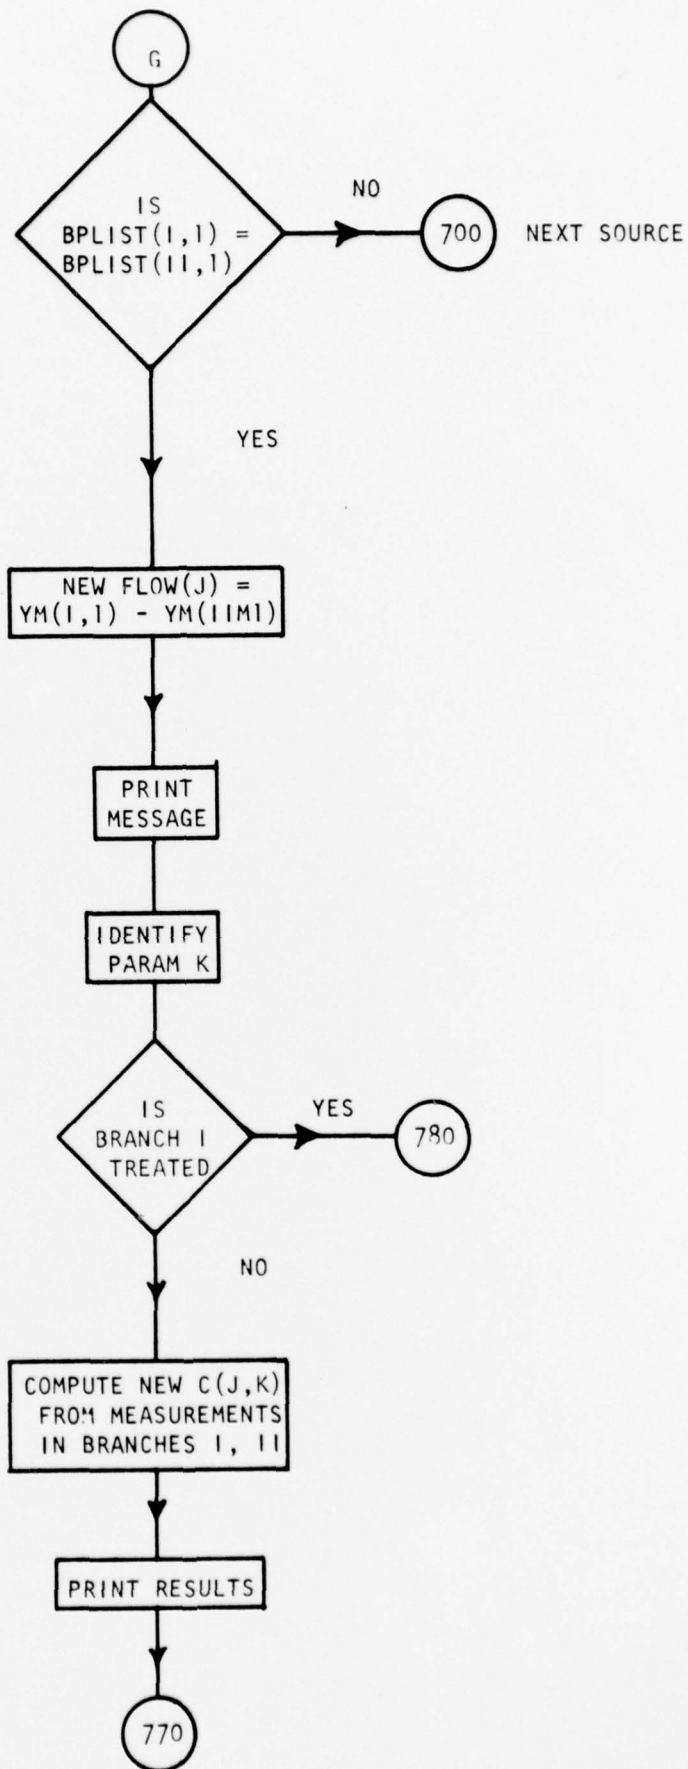 G
IS
BPLIST(I,1) =
BPLIST(II,1)
NO
700
NEXT SOURCE
YES
NEW FLOW(J) =
YM(I,1) - YM(IIM1)
PRINT
MESSAGE
IDENTIFY
PARAM K
IS
BRANCH I
TREATED
YES
780
NO
COMPUTE NEW C(J,K)
FROM MEASUREMENTS
IN BRANCHES I, II
PRINT RESULTS
770